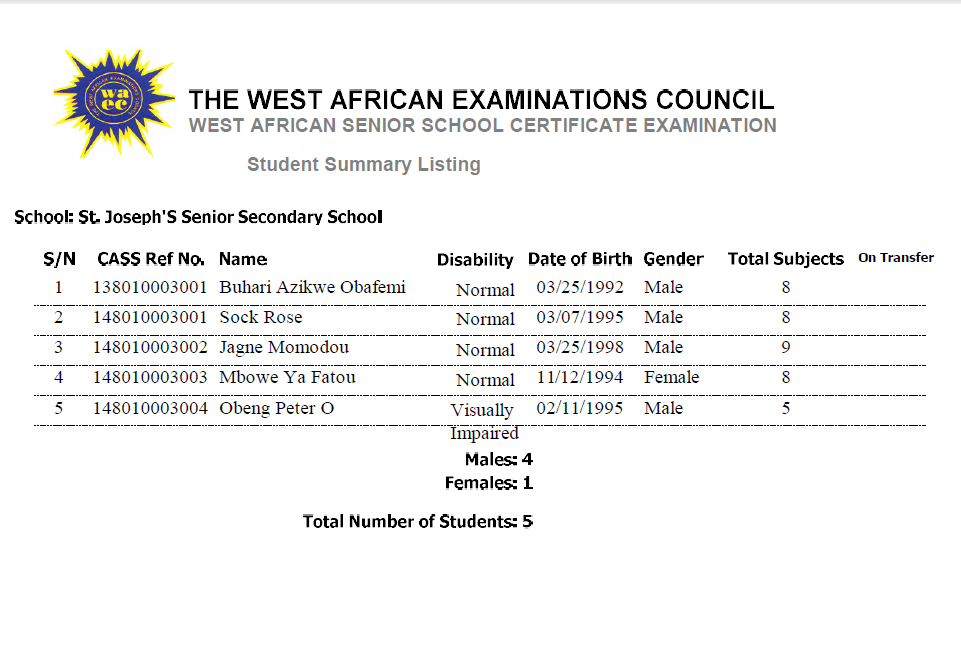 THE WEST AFRICAN EXAMINATIONS COUNCIL
WEST AFRICAN SENIOR SCHOOL CERTIFICATE EXAMINATION
Student Summary Listing
waec
School: St. Joseph'S Senior Secondary School
S/N CASS Ref No. Name Disability Date of Birth Gender Total Subjects On Transfer
1 138010003001 Buhari Azikwe Obafemi Normal 03/25/1992 Male 8
2 148010003001 Sock Rose Normal 03/07/1995 Male 8
3 148010003002 Jagne Momodou Normal 03/25/1998 Male 9
4 148010003003 Mbowe Ya Fatou Normal 11/12/1994 Female 8
5 148010003004 Obeng Peter O Visually 02/11/1995 Male 5
Impaired
Males: 4
Females: 1
Total Number of Students: 5